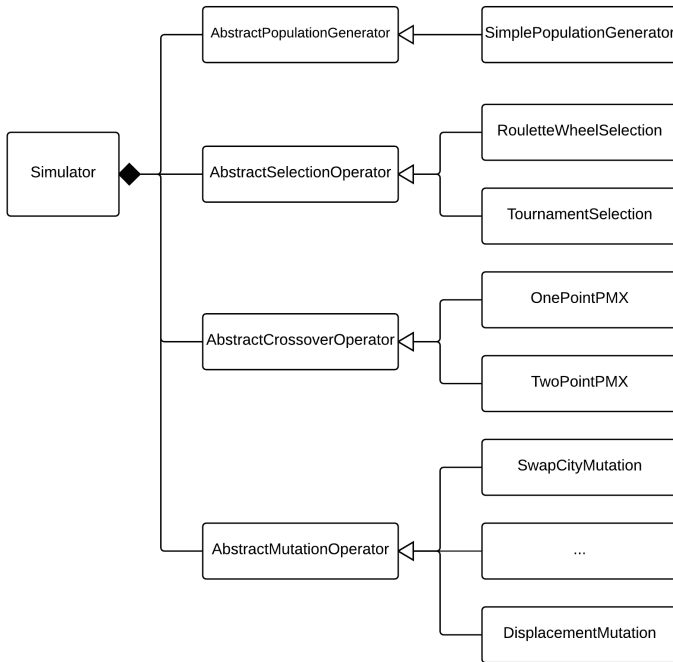 AbstractPopulationGenerator
SimplePopulationGenerator
RouletteWheelSelection
Simulator
AbstractSelectionOperator
TournamentSelection
OnePointPMX
AbstractCrossoverOperator
TwoPointPMX
SwapCityMutation
AbstractMutationOperator
...
DisplacementMutation